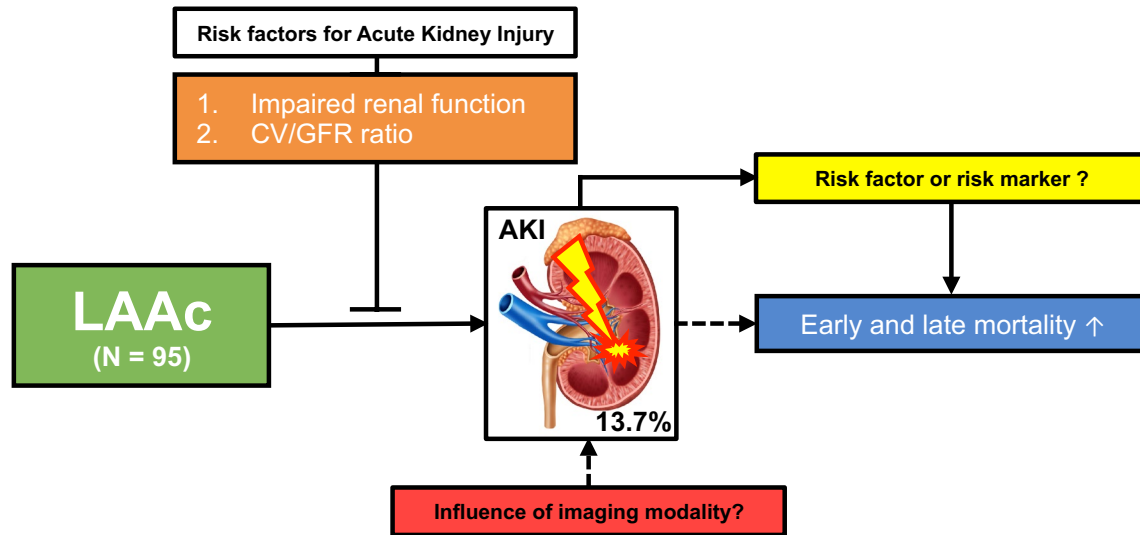 Risk factors for Acute Kidney Injury
1. Impaired renal function
2. CV/GFR ratio
LAAc
(N = 95)
AKI
13.7%
Risk factor or risk marker ?
Early and late mortality ↑
Influence of imaging modality?